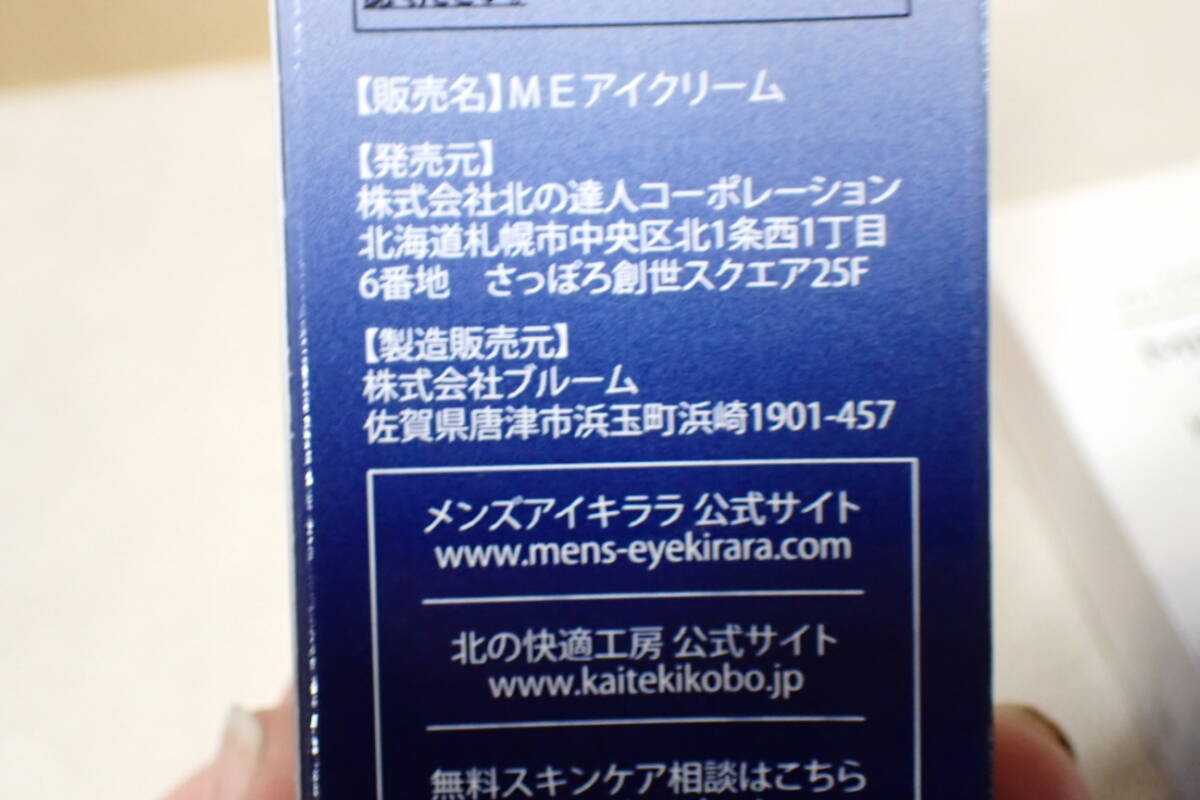 【販売名】ＭＥアイクリーム
【発売元】
株式会社北の達人コーポレーション
北海道札幌市中央区北1条西1丁目
6番地　さっぽろ創世スクエア25F
【製造販売元】
株式会社ブルーム
佐賀県唐津市浜玉町浜崎1901-457
メンズアイキララ 公式サイト
www.mens-eyekirara.com
北の快適工房 公式サイト
www.kaitekikobo.jp
無料スキンケア相談はこちら